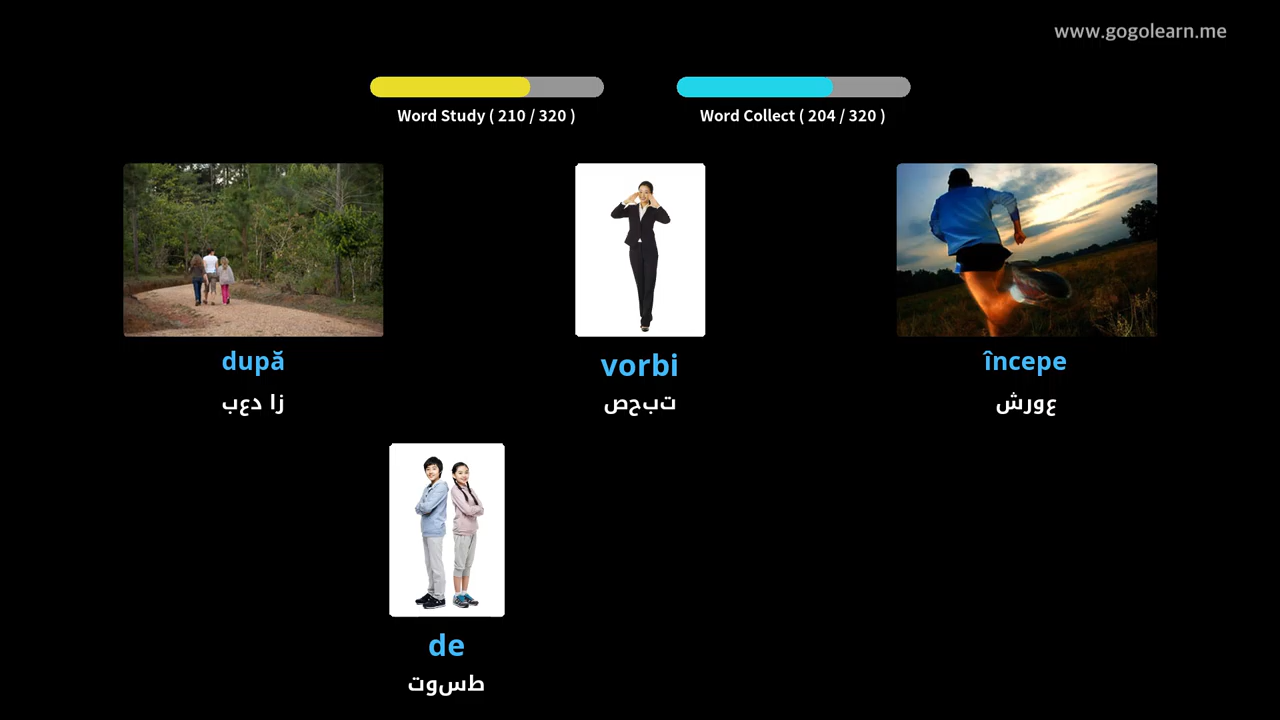 www.gogolearn.me
Word Study ( 210 / 320 )
Word Collect ( 204 / 320 )
după
vorbi
începe
زا دعب
تبحص
عورش
de
طسوت